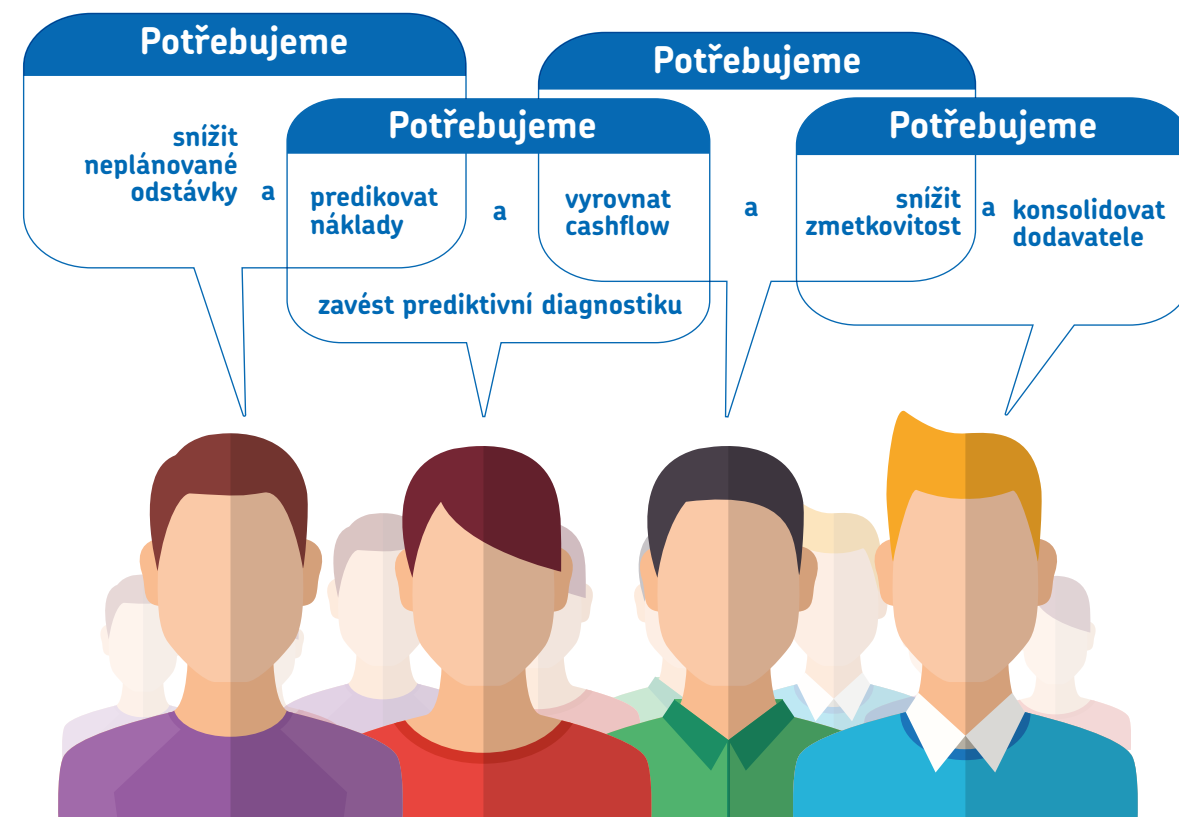 Potřebujeme
snížit
neplánované
odstávky
a
Potřebujeme
predikovat
náklady
a
vyrovnat
cashflow
zavést prediktivní diagnostiku
Potřebujeme
a
snížit
zmetkovitost
Potřebujeme
a
konsolidovat
dodavatele